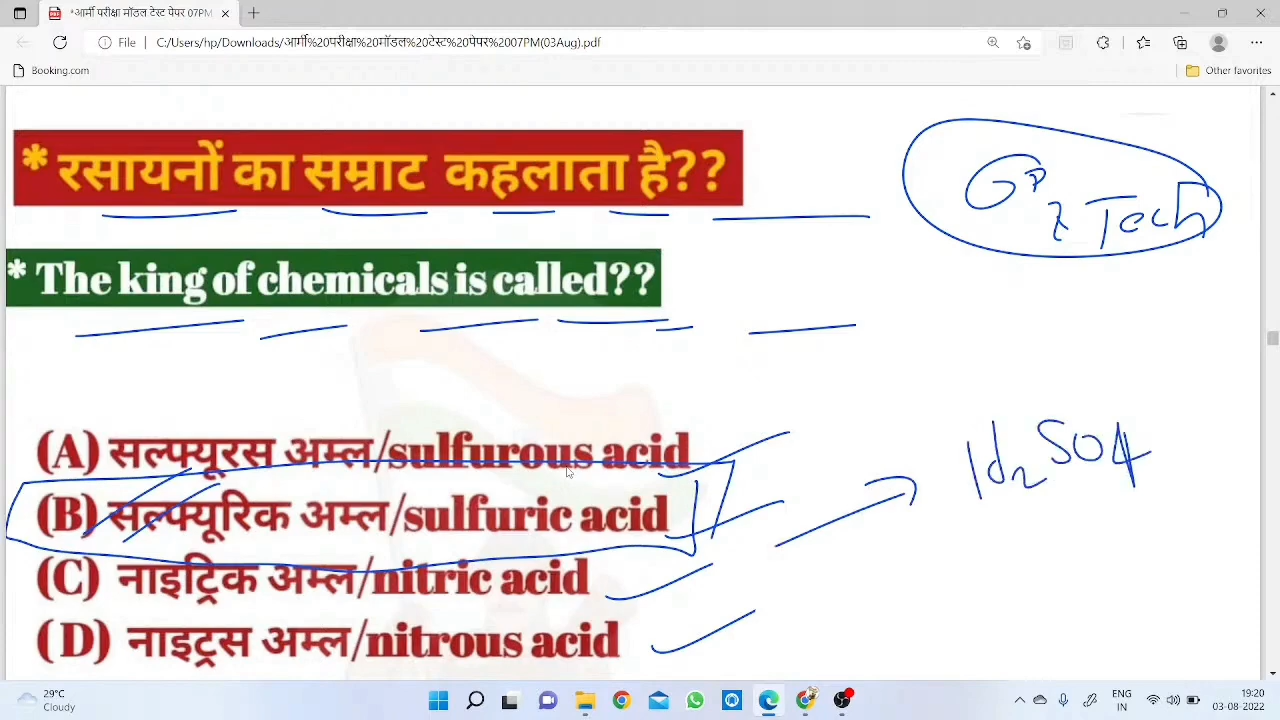 *आर्मी परीक्षा मॉडल टेस्ट पेपर 07PM
File C:/Users/hp/Downloads/आर्मी%20परीक्षा%20मॉडल%20टेस्ट%20पेपर%2007PM(03Aug).pdf
Booking.com
Other favorites
* रसायनों का सम्राट कहलाता है??
GP
z Tech
* The king of chemicals is called??
(A) सल्फ्यूरस अम्ल/sulfurous acid
H2SO4
(B) सल्फ्यूरिक अम्ल/sulfuric acid
(C) नाइट्रिक अम्ल/nitric acid
(D) नाइट्रस अम्ल/nitrous acid
29°C
Cloudy
ENG
IN
19:20
03-08-2022